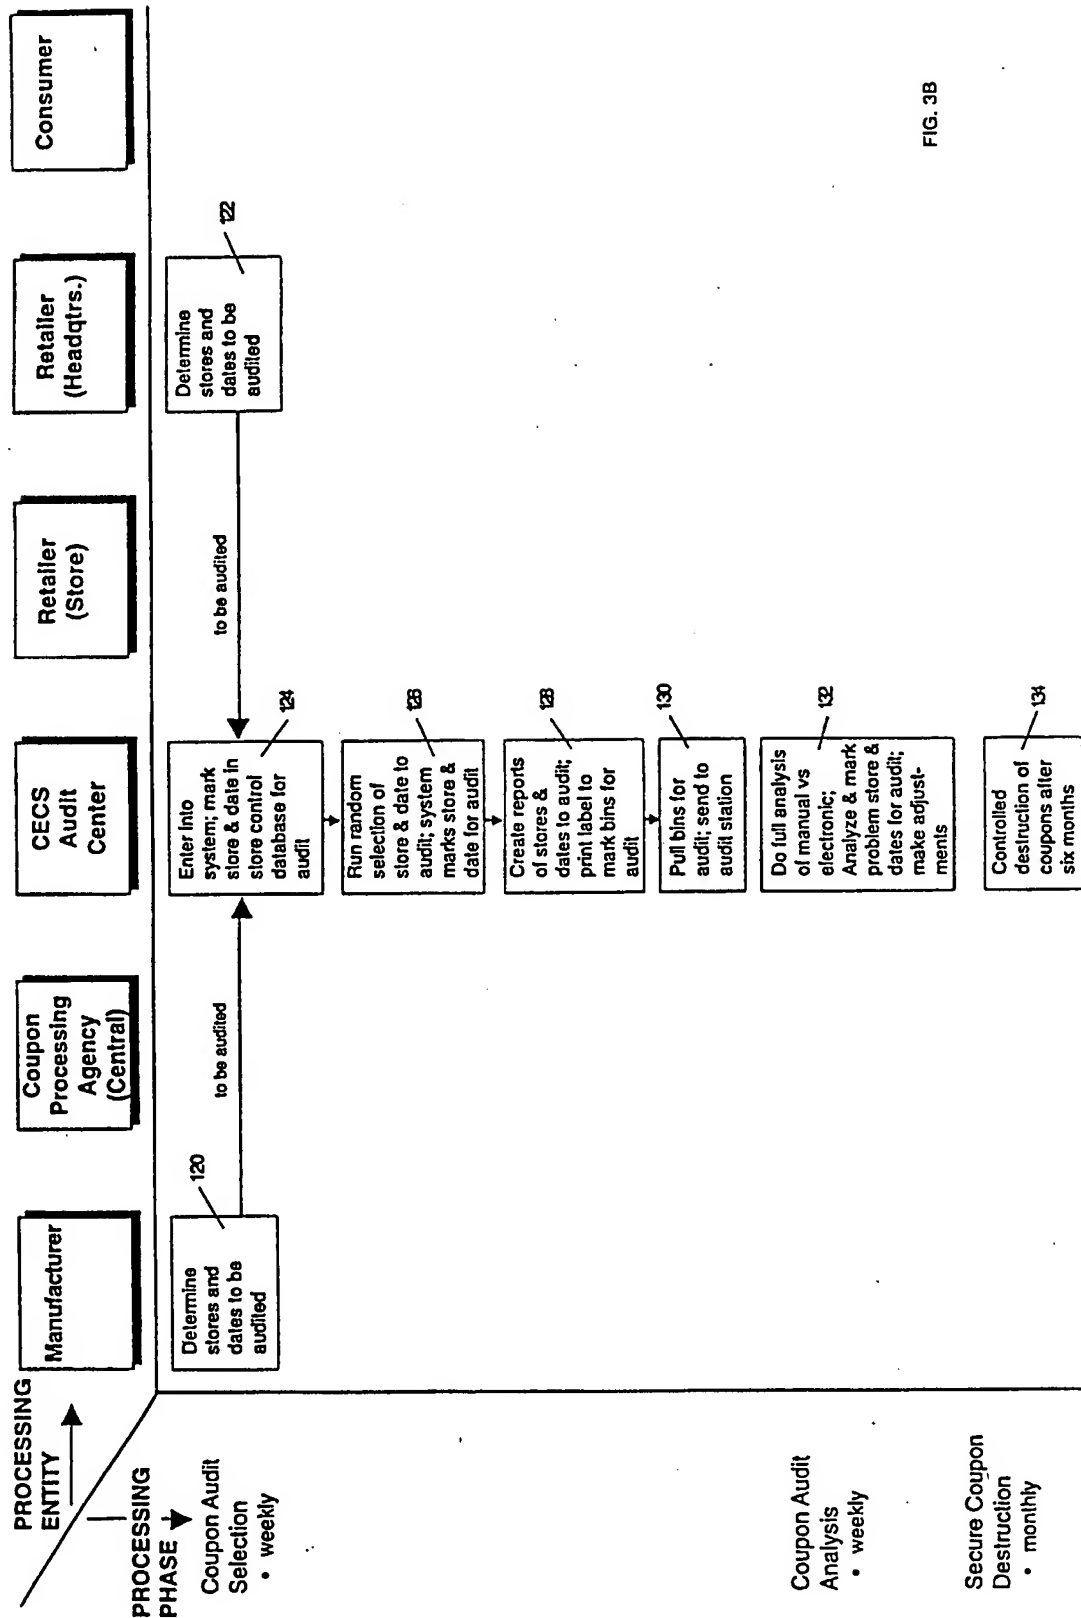 PROCESSING
ENTITY
PROCESSING
PHASE
Manufacturer
Coupon
Processing
Agency
(Central)
CECS
Audit
Center
Retailer
(Store)
Retailer
(Headqtrs.)
Consumer
Coupon Audit
Selection
• weekly
Determine
stores and
dates to be
audited
120
to be audited
Enter into
system; mark
store & date in
store control
database for
audit
124
to be audited
Determine
stores and
dates to be
audited
122
Run random
selection of
store & date to
audit; system
marks store &
date for audit
126
Create reports
of stores &
dates to audit;
print label to
mark bins for
audit
128
Pull bins for
audit; send to
audit station
130
Coupon Audit
Analysis
• weekly
Do full analysis
of manual vs
electronic;
Analyze & mark
problem store &
dates for audit;
make adjust-
ments
132
Secure Coupon
Destruction
• monthly
Controlled
destruction of
coupons after
six months
134
FIG. 3B